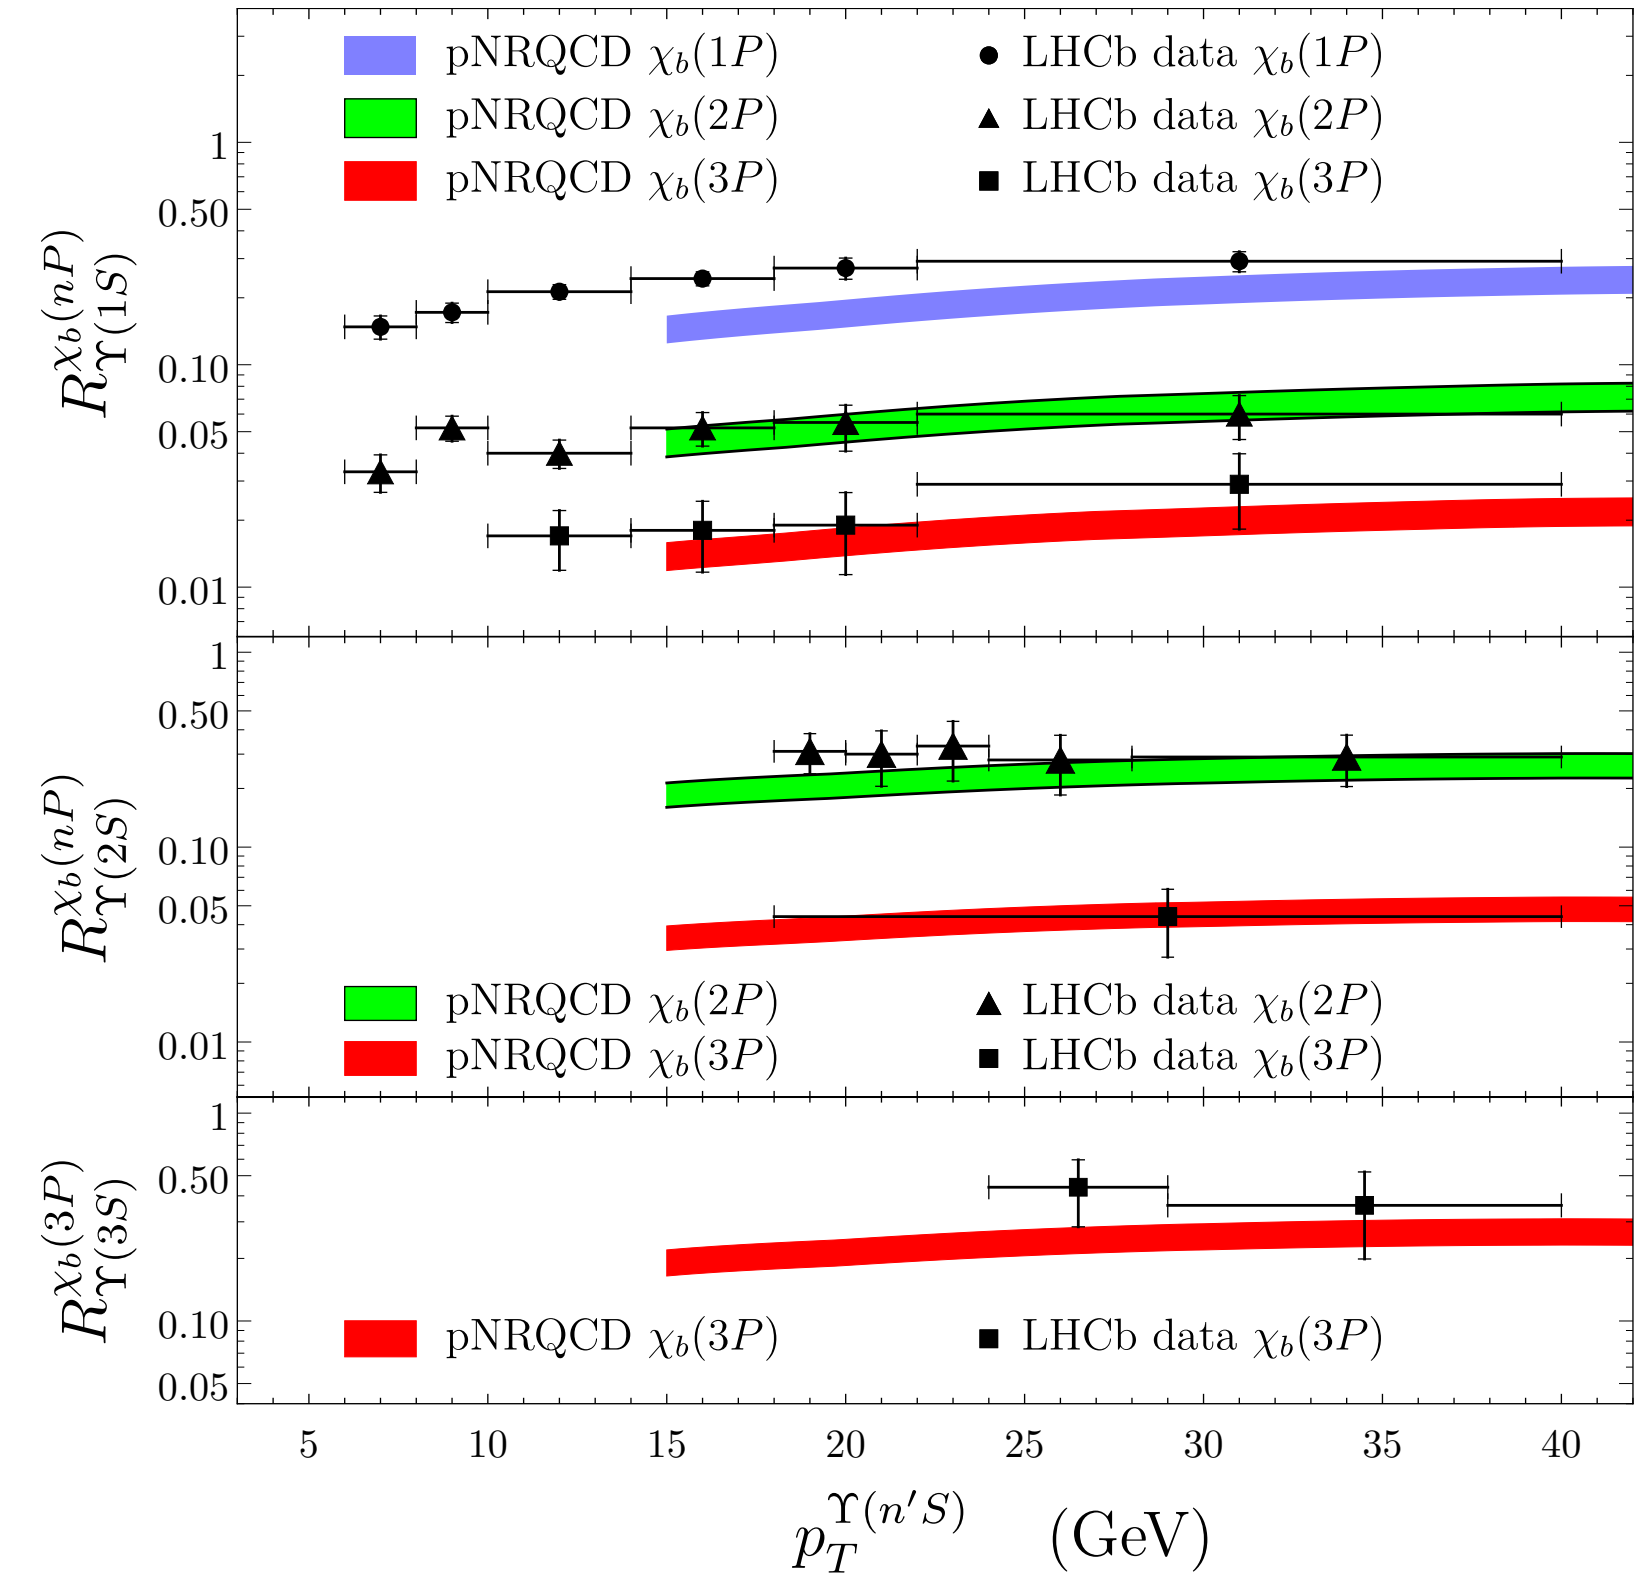 pNRQCD χb(1P) LHCb data χb(1P)
pNRQCD χb(2P) LHCb data χb(2P)
pNRQCD χb(3P) LHCb data χb(3P)
1
0.50
0.10
0.05
0.01
R^χb(nP)_Υ(1S)
1
0.50
0.10
0.05
0.01
R^χb(nP)_Υ(2S)
pNRQCD χb(2P) LHCb data χb(2P)
pNRQCD χb(3P) LHCb data χb(3P)
1
0.50
0.10
0.05
R^χb(3P)_Υ(3S)
pNRQCD χb(3P) LHCb data χb(3P)
5 10 15 20 25 30 35 40
p_T^Υ(n′S) (GeV)